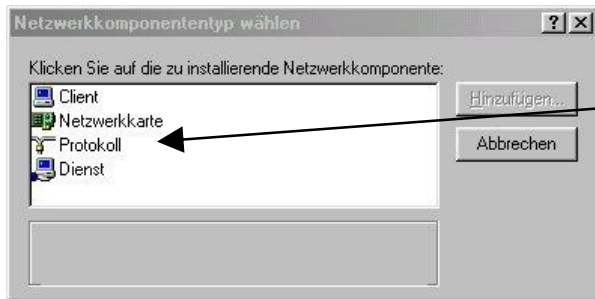 Netzwerkkomponententyp wählen
Klicken Sie auf die zu installierende Netzwerkkomponente:
Client
Netzwerkkarte
Protokoll
Dienst
Hinzufügen...
Abbrechen